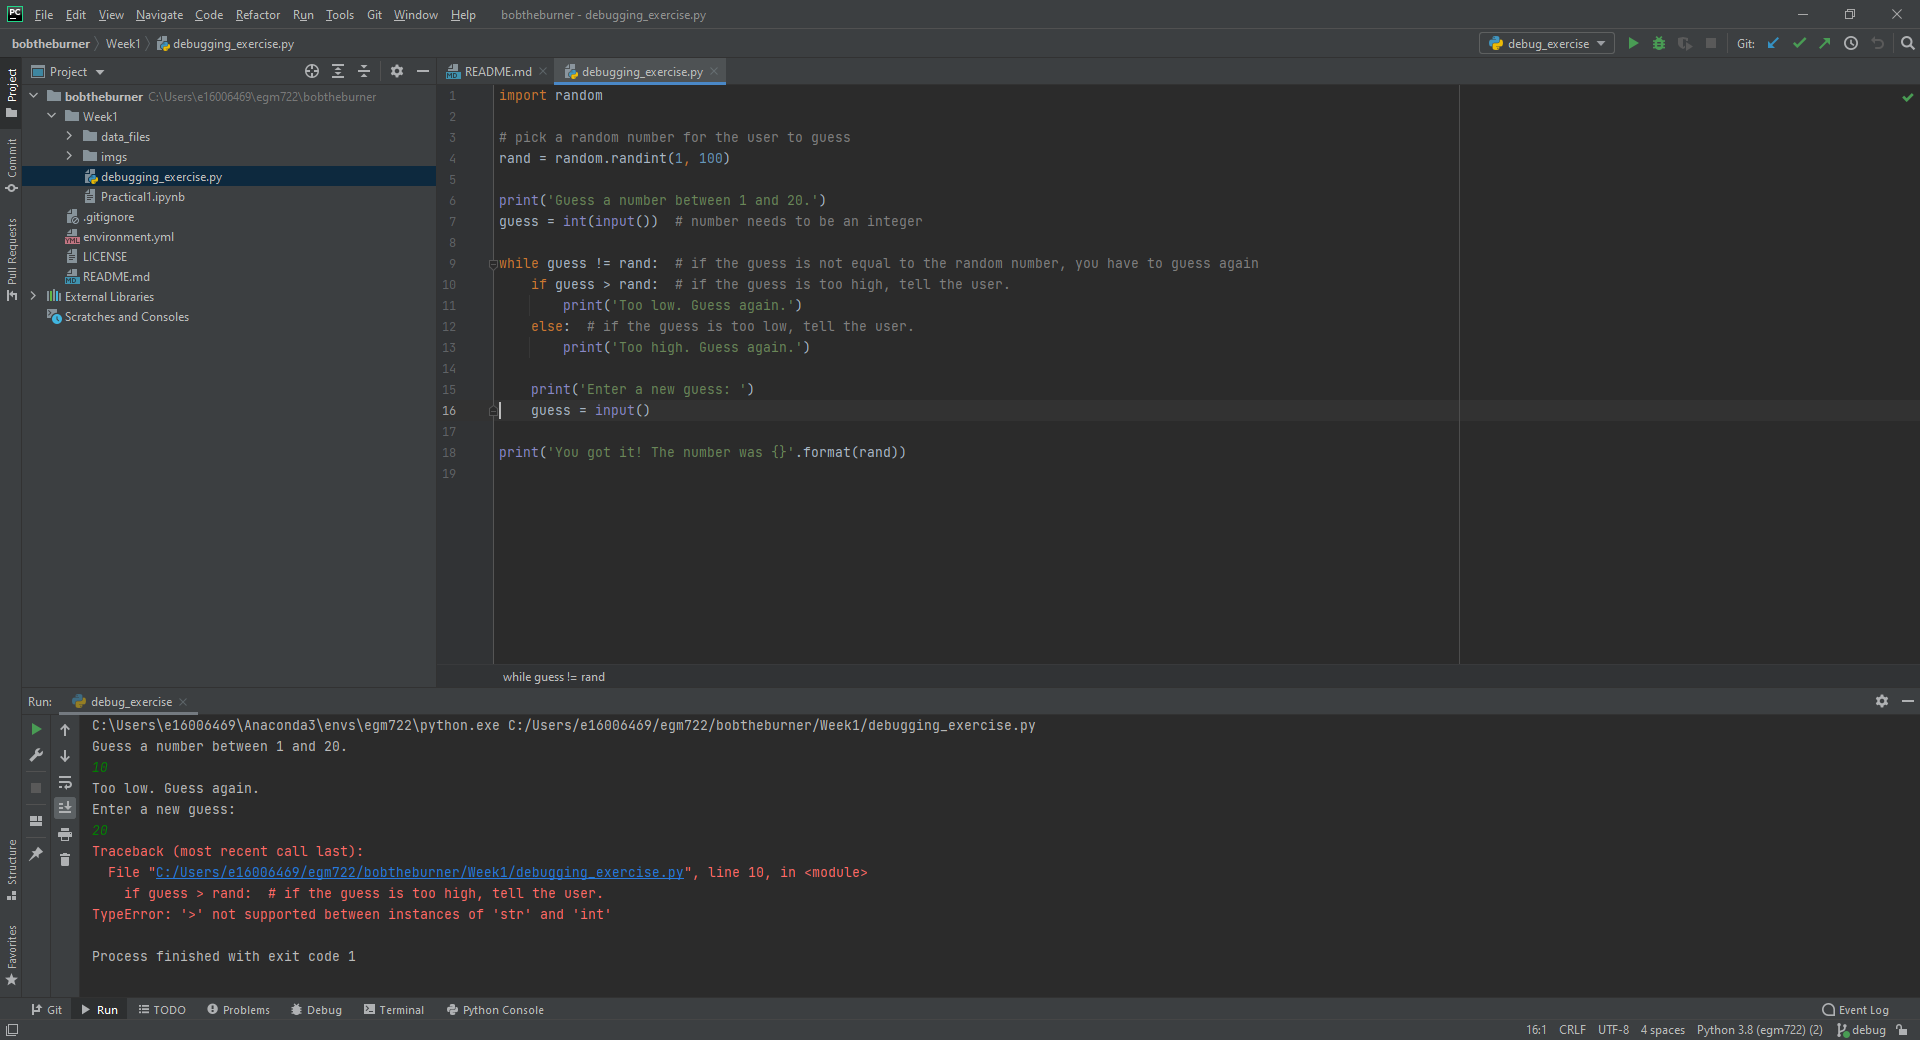 PC File Edit View Navigate Code Refactor Run Tools Git Window Help bobtheburner - debugging_exercise.py
bobtheburner Week1 debugging_exercise.py debug_exercise Git:
Project
Project README.md debugging_exercise.py
bobtheburner C:\Users\e16006469\egm722\bobtheburner
Week1
data_files
imgs
debugging_exercise.py
Practical1.ipynb
.gitignore
environment.yml
LICENSE
README.md
External Libraries
Scratches and Consoles
Commit
Pull Requests
1 import random
2
3 # pick a random number for the user to guess
4 rand = random.randint(1, 100)
5
6 print('Guess a number between 1 and 20.')
7 guess = int(input())  # number needs to be an integer
8
9 while guess != rand:  # if the guess is not equal to the random number, you have to guess again
10     if guess > rand:  # if the guess is too high, tell the user.
11         print('Too low. Guess again.')
12     else:  # if the guess is too low, tell the user.
13         print('Too high. Guess again.')
14
15     print('Enter a new guess: ')
16     guess = input()
17
18 print('You got it! The number was {}'.format(rand))
19
while guess != rand
Run: debug_exercise
C:\Users\e16006469\Anaconda3\envs\egm722\python.exe C:/Users/e16006469/egm722/bobtheburner/Week1/debugging_exercise.py
Guess a number between 1 and 20.
10
Too low. Guess again.
Enter a new guess:
20
Traceback (most recent call last):
  File "C:/Users/e16006469/egm722/bobtheburner/Week1/debugging_exercise.py", line 10, in <module>
    if guess > rand:  # if the guess is too high, tell the user.
TypeError: '>' not supported between instances of 'str' and 'int'

Process finished with exit code 1
Structure
Favorites
Git Run TODO Problems Debug Terminal Python Console Event Log
16:1 CRLF UTF-8 4 spaces Python 3.8 (egm722) (2) debug